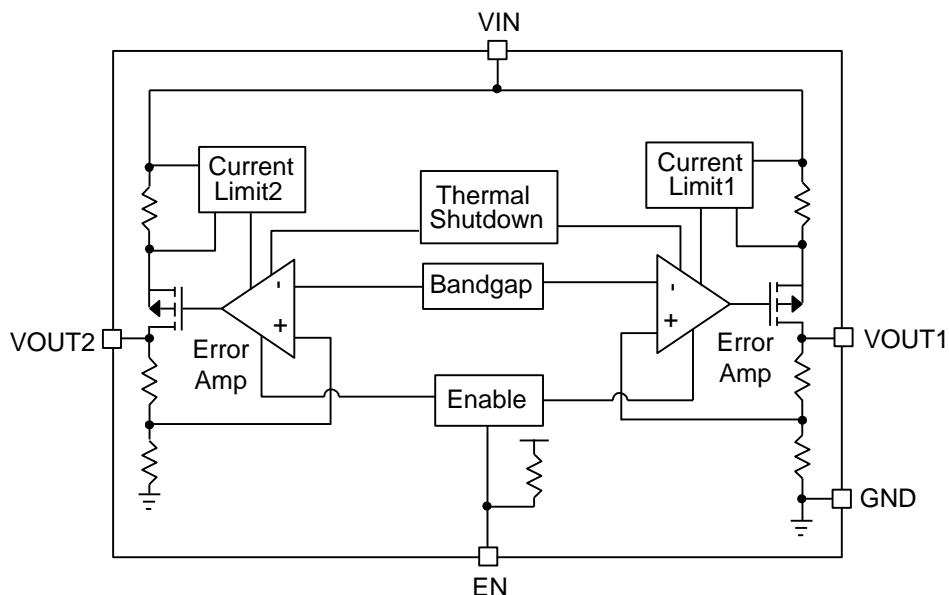 VIN
Current
Limit2
Current
Limit1
Thermal
Shutdown
-
Bandgap
-
+
+
VOUT2
Error
Amp
Error
Amp
VOUT1
Enable
GND
EN